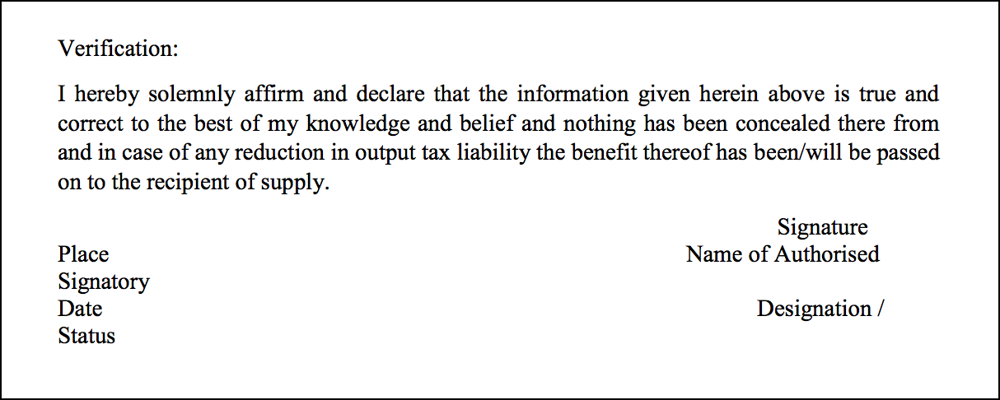 Verification:
I hereby solemnly affirm and declare that the information given herein above is true and
correct to the best of my knowledge and belief and nothing has been concealed there from
and in case of any reduction in output tax liability the benefit thereof has been/will be passed
on to the recipient of supply.
Signature
Place Name of Authorised
Signatory
Date Designation /
Status